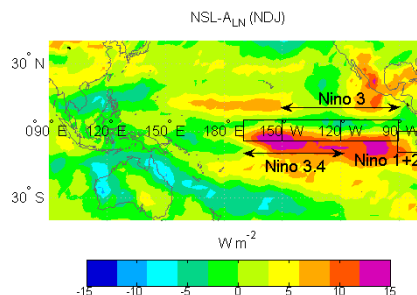 NSL-A_LN (NDJ)
30° N
Nino 3
0° 90° E 120° E 150° E 180° E 150° W 120° W 90° W
Nino 3.4 Nino 1+2
30° S
W m^-2
-15 -10 -5 0 5 10 15